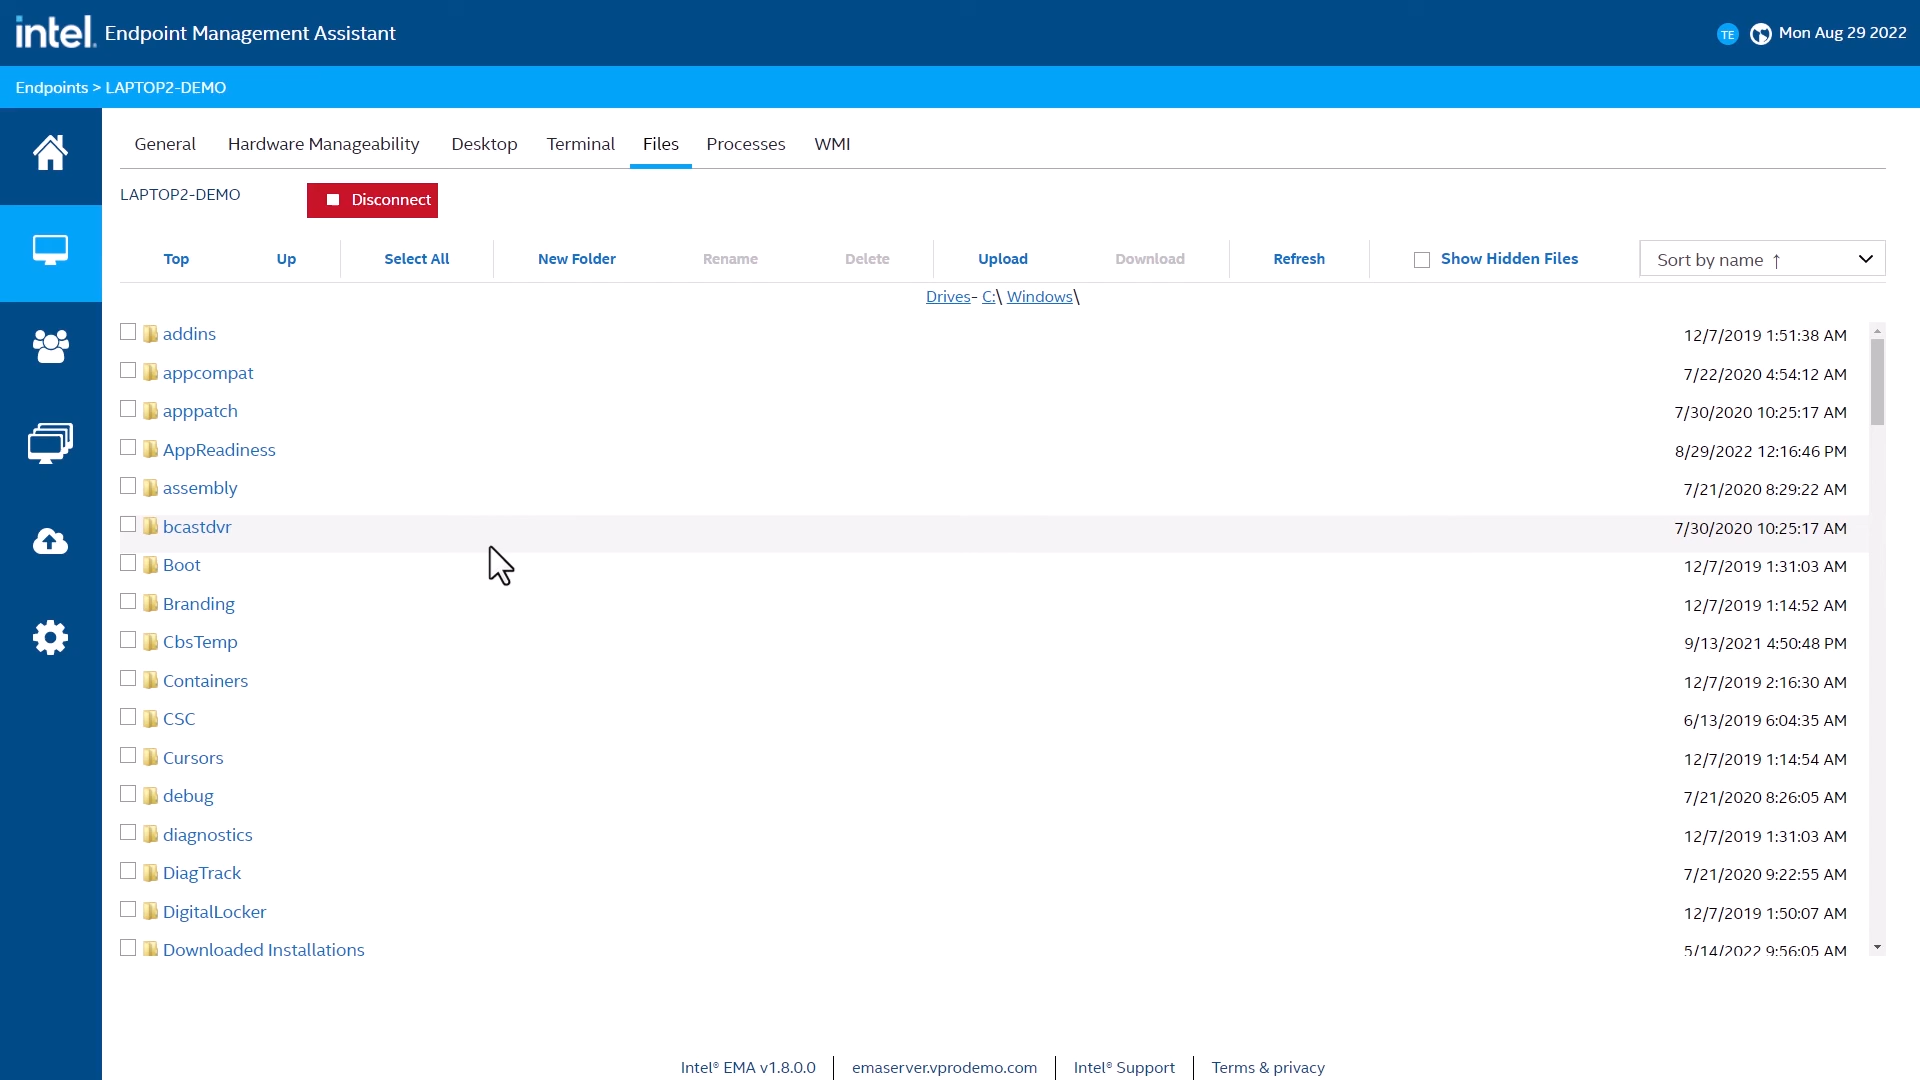 intel. Endpoint Management Assistant
TE Mon Aug 29 2022
Endpoints > LAPTOP2-DEMO
General Hardware Manageability Desktop Terminal Files Processes WMI
LAPTOP2-DEMO Disconnect
Top Up Select All New Folder Rename Delete Upload Download Refresh Show Hidden Files Sort by name ↑
Drives- C:\ Windows\
addins 12/7/2019 1:51:38 AM
appcompat 7/22/2020 4:54:12 AM
apppatch 7/30/2020 10:25:17 AM
AppReadiness 8/29/2022 12:16:46 PM
assembly 7/21/2020 8:29:22 AM
bcastdvr 7/30/2020 10:25:17 AM
Boot 12/7/2019 1:31:03 AM
Branding 12/7/2019 1:14:52 AM
CbsTemp 9/13/2021 4:50:48 PM
Containers 12/7/2019 2:16:30 AM
CSC 6/13/2019 6:04:35 AM
Cursors 12/7/2019 1:14:54 AM
debug 7/21/2020 8:26:05 AM
diagnostics 12/7/2019 1:31:03 AM
DiagTrack 7/21/2020 9:22:55 AM
DigitalLocker 12/7/2019 1:50:07 AM
Downloaded Installations 5/14/2022 9:56:05 AM
Intel® EMA v1.8.0.0 emaserver.vprodemo.com Intel® Support Terms & privacy